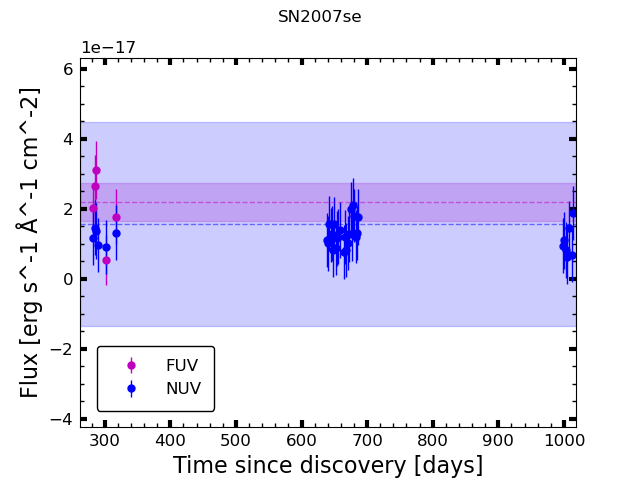 SN2007se
1e−17
6
4
2
0
−2
−4
Flux [erg s^-1 Å^-1 cm^-2]
FUV
NUV
300 400 500 600 700 800 900 1000
Time since discovery [days]